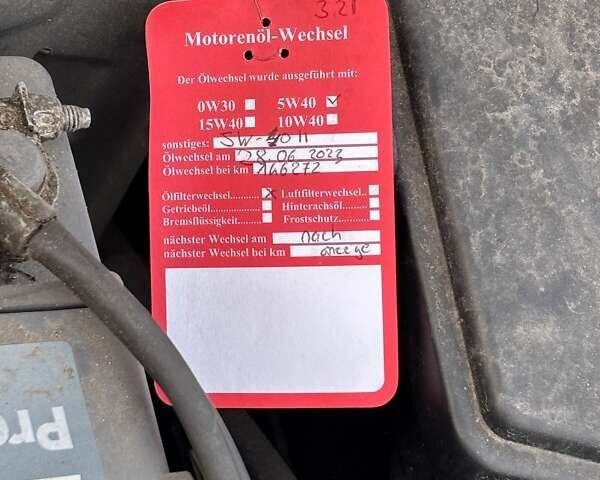 3.2l
Motorenöl-Wechsel
Der Ölwechsel wurde ausgeführt mit:
0W30 5W40 ✓
15W40 10W40
sonstiges: 5W-40
Ölwechsel am 28.06.2023
Ölwechsel bei km 166272
Ölfilterwechsel.......... X Luftfilterwechsel..
Getriebeöl.................. Hinterachsöl........
Bremsflüssigkeit........ Frostschutz..........
nächster Wechsel am nach
nächster Wechsel bei km anzeige
Pro